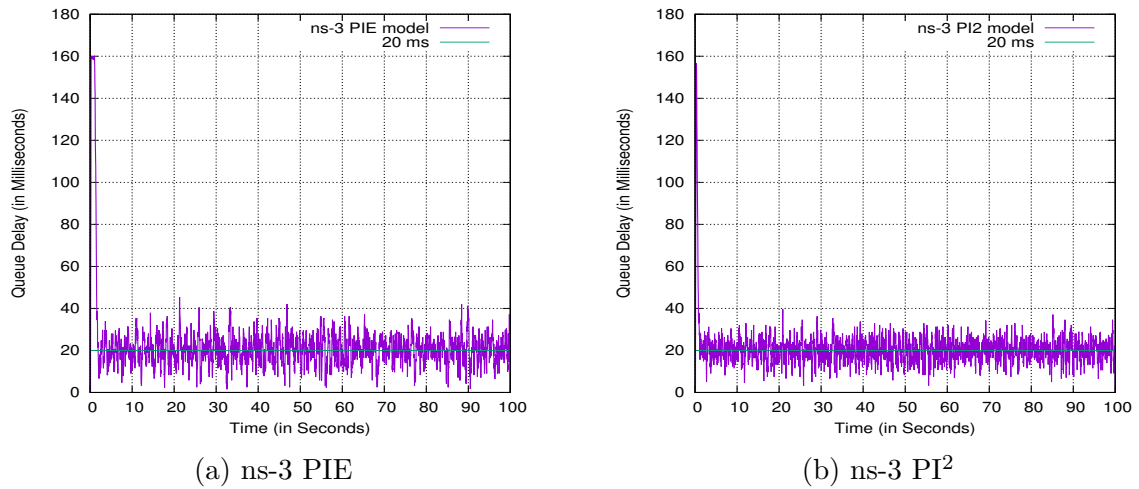 Queue Delay (in Milliseconds)
180
160
140
120
100
80
60
40
20
0
ns-3 PIE model
20 ms
0 10 20 30 40 50 60 70 80 90 100
Time (in Seconds)
(a) ns-3 PIE
Queue Delay (in Milliseconds)
180
160
140
120
100
80
60
40
20
0
ns-3 PI2 model
20 ms
0 10 20 30 40 50 60 70 80 90 100
Time (in Seconds)
(b) ns-3 PI²